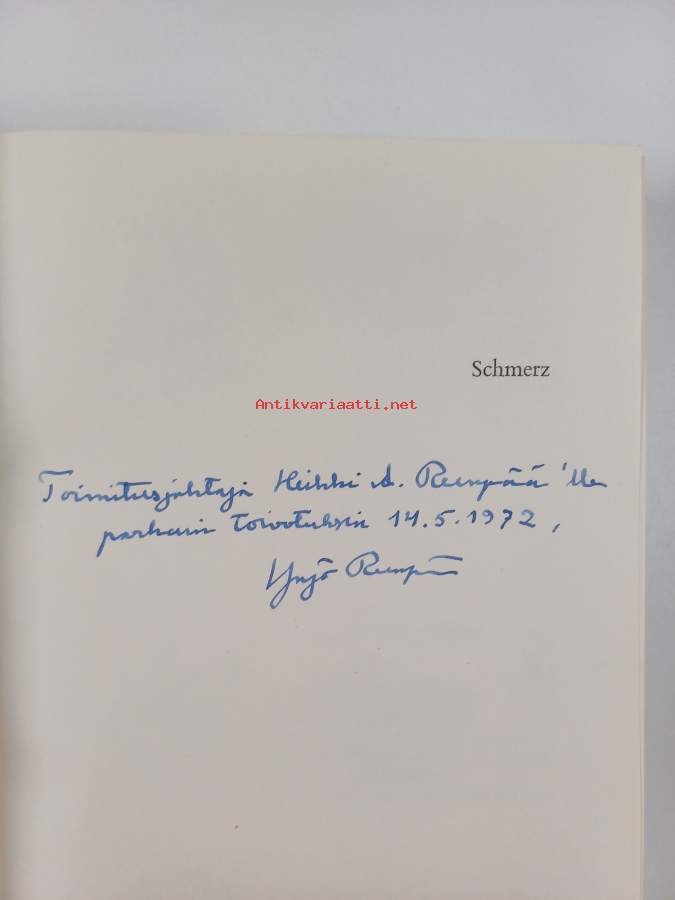 Schmerz
Antikvariaatti.net
Toimitusjohtaja Heikki A. Reenpää'lle
parhain toivotuksin 14.5.1972,
Yrjö Reenpää